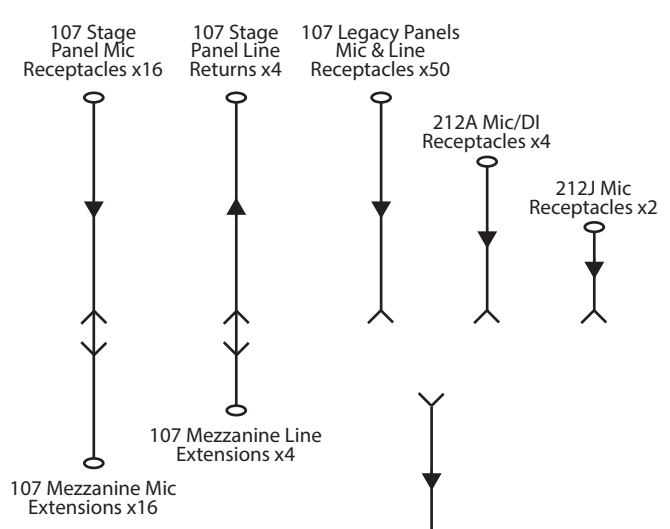 107 Stage
Panel Mic
Receptacles x16
107 Stage
Panel Line
Returns x4
107 Legacy Panels
Mic & Line
Receptacles x50
212A Mic/DI
Receptacles x4
212J Mic
Receptacles x2
107 Mezzanine Line
Extensions x4
107 Mezzanine Mic
Extensions x16